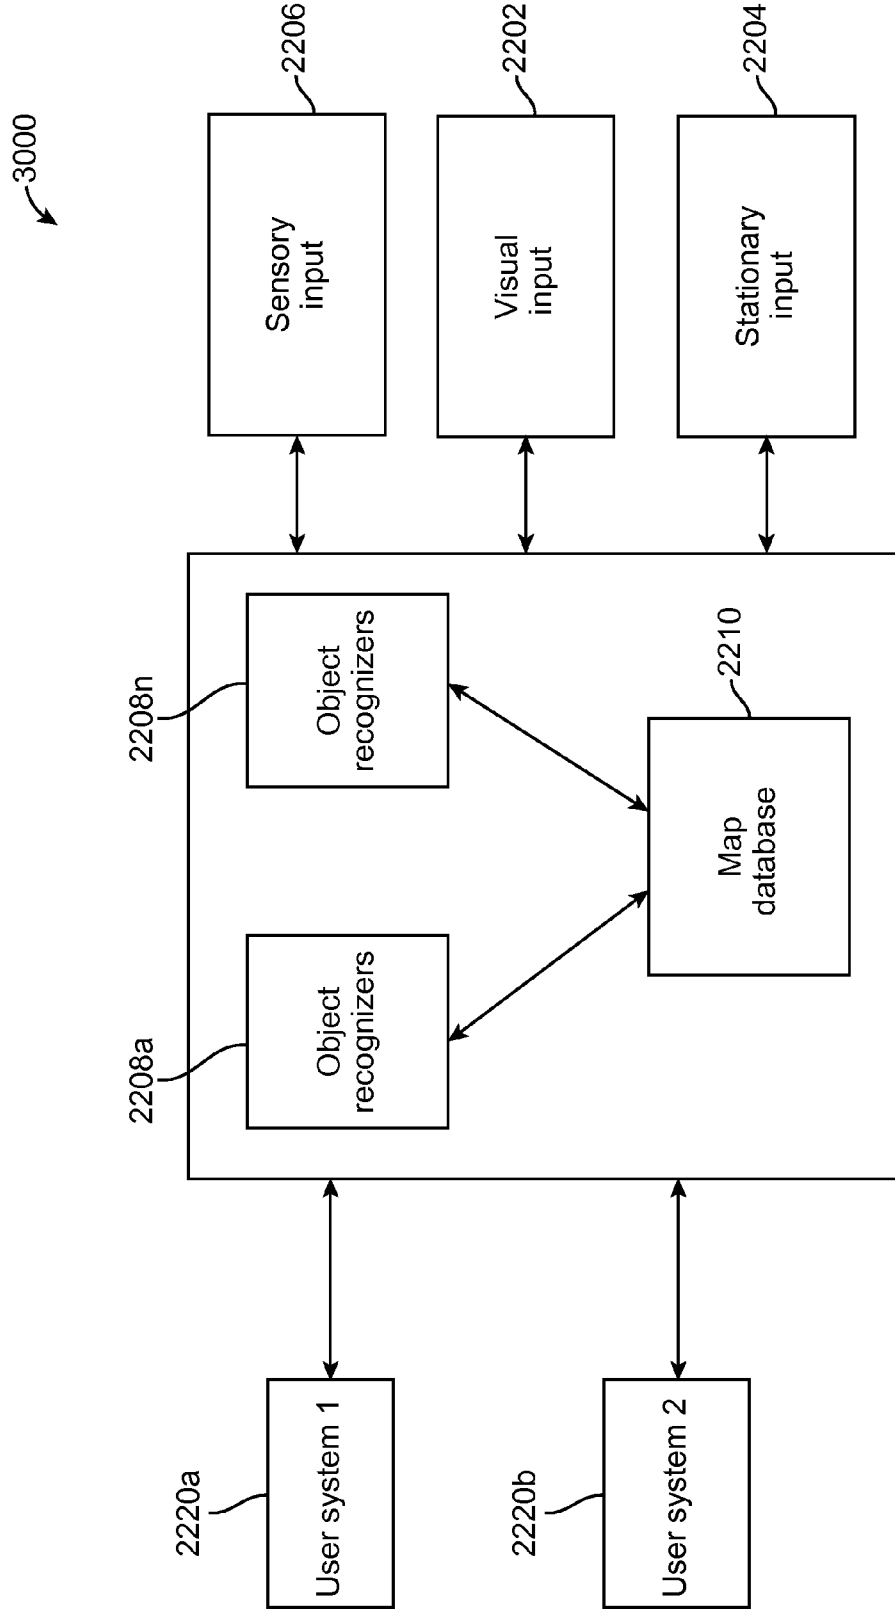 3000
2220a
User system 1
2220b
User system 2
2208a
Object
recognizers
2208n
Object
recognizers
2210
Map
database
2206
Sensory
input
2202
Visual
input
2204
Stationary
input